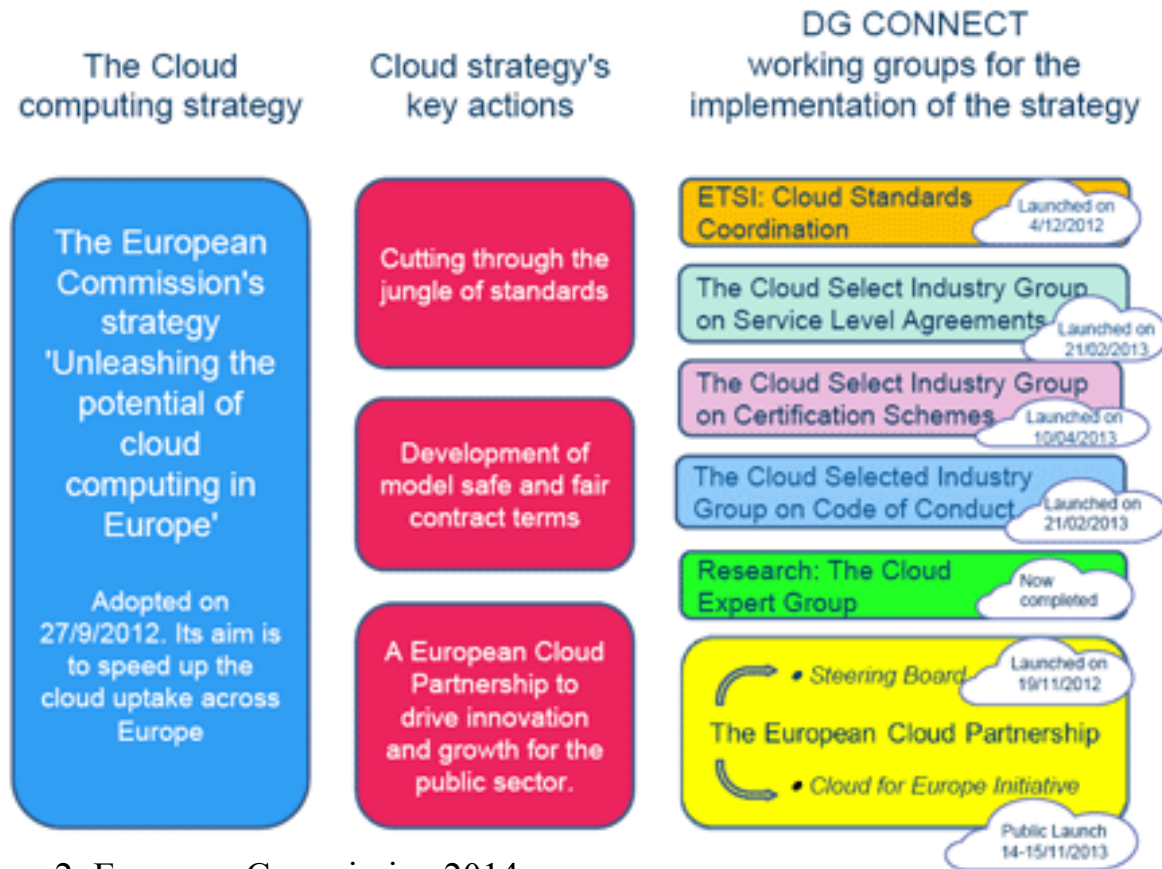 The Cloud
computing strategy
Cloud strategy's
key actions
DG CONNECT
working groups for the
implementation of the strategy
The European
Commission's
strategy
'Unleashing the
potential of
cloud
computing in
Europe'
Adopted on
27/9/2012. Its aim is
to speed up the
cloud uptake across
Europe
Cutting through the
jungle of standards
Development of
model safe and fair
contract terms
A European Cloud
Partnership to
drive innovation
and growth for the
public sector.
ETSI: Cloud Standards
Coordination
Launched on
4/12/2012
The Cloud Select Industry Group
on Service Level Agreements
Launched on
21/02/2013
The Cloud Select Industry Group
on Certification Schemes
Launched on
10/04/2013
The Cloud Selected Industry
Group on Code of Conduct
Launched on
21/02/2013
Research: The Cloud
Expert Group
Now
completed
• Steering Board
Launched on
19/11/2012
The European Cloud Partnership
• Cloud for Europe Initiative
Public Launch
14-15/11/2013